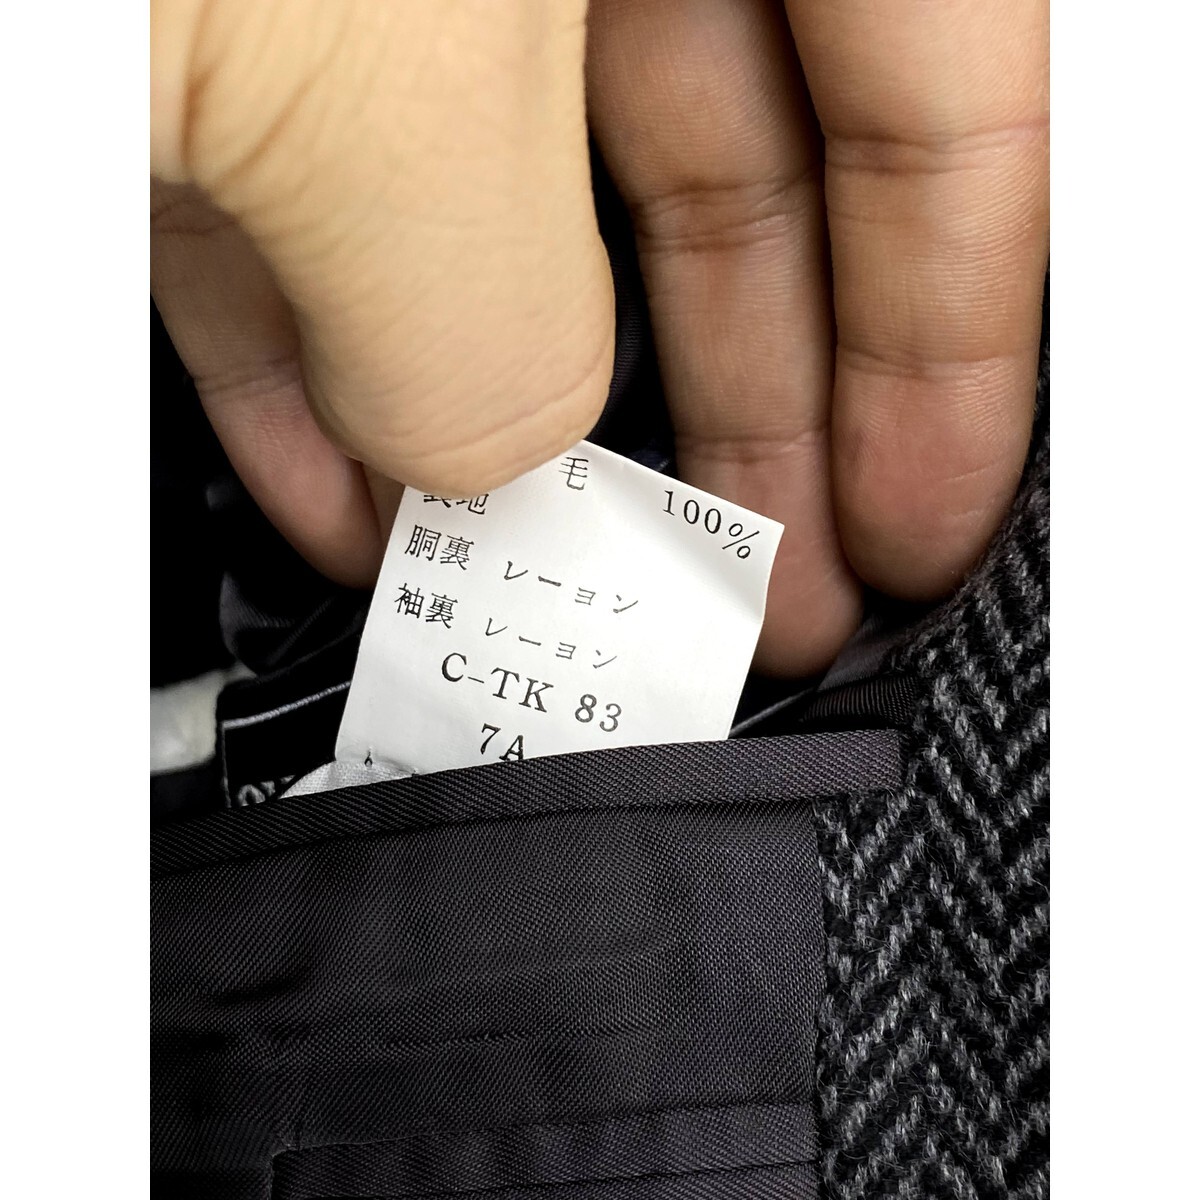 毛 100%
胴裏 レーヨン
袖裏 レーヨン
C-TK 83
7A